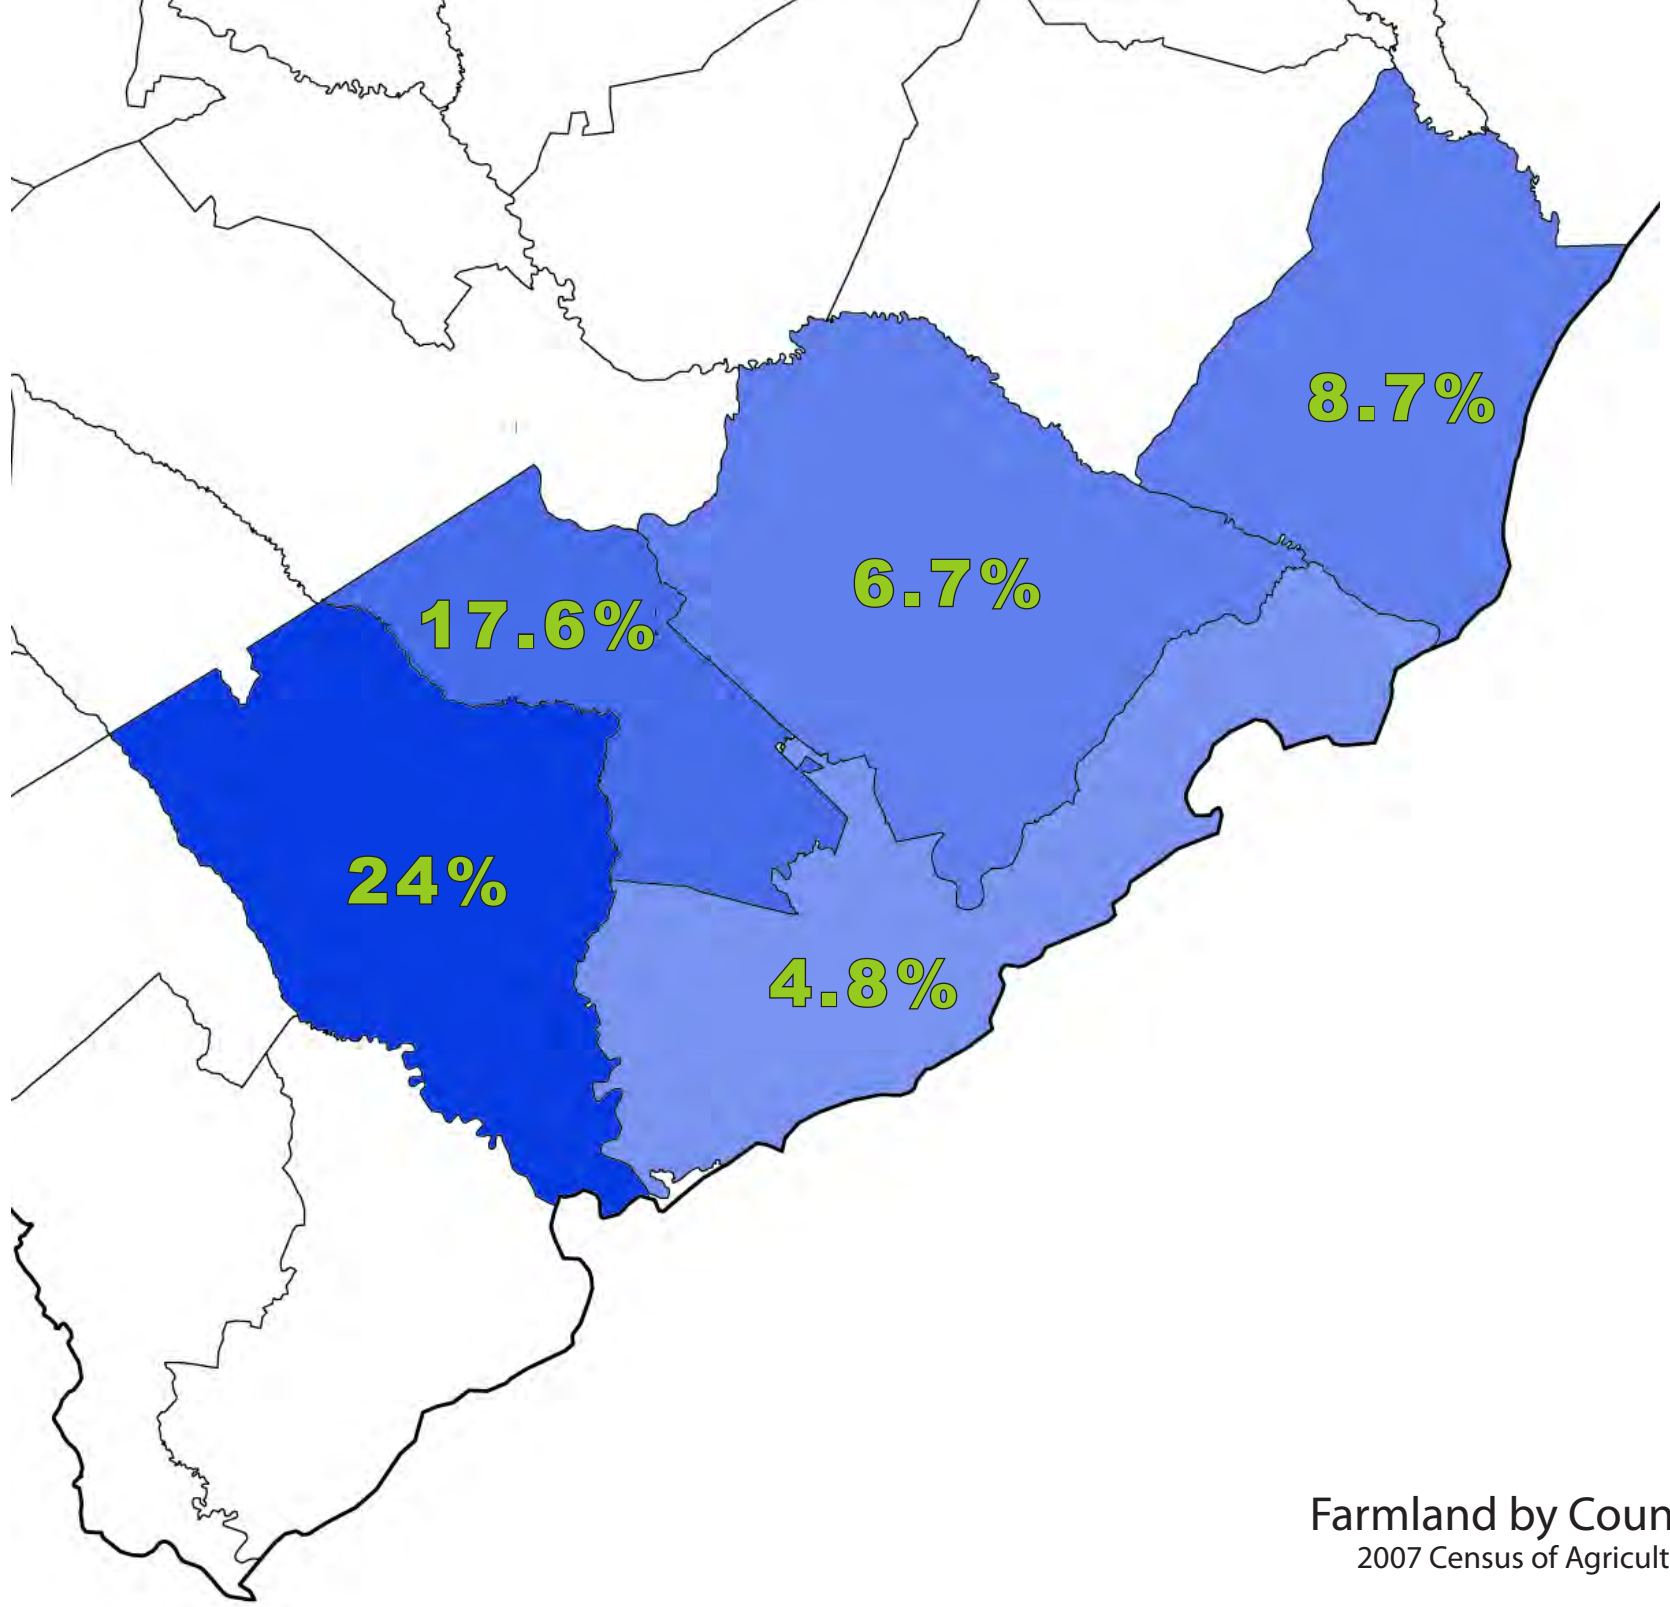 8.7%
6.7%
17.6%
24%
4.8%
Farmland by Coun
2007 Census of Agricult